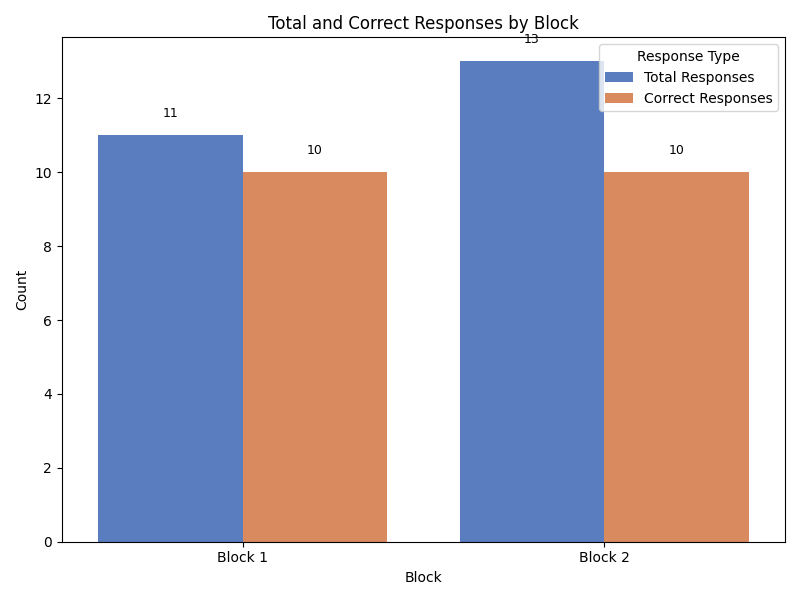 Total and Correct Responses by Block
13
Response Type
Total Responses
Correct Responses
11
10
10
12
10
8
6
4
2
0
Count
Block 1
Block 2
Block